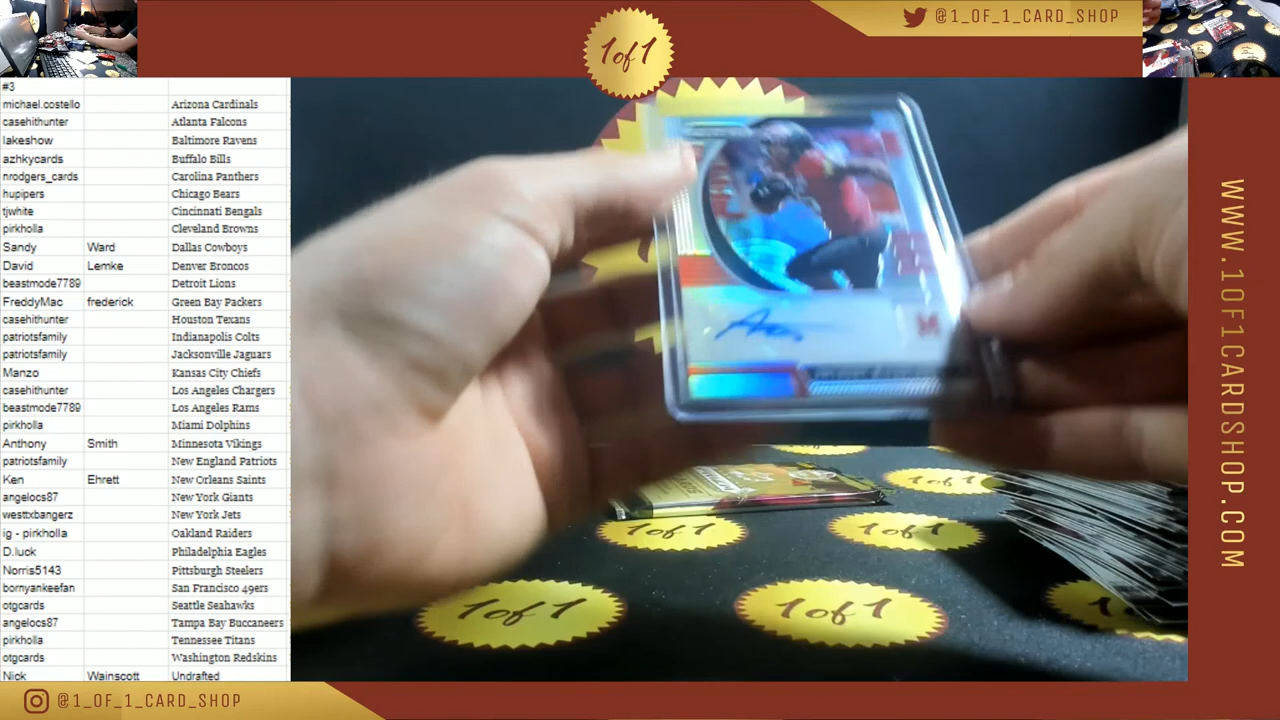 1of1
@1_OF_1_CARD_SHOP
#3
michael.costello Arizona Cardinals
casehithunter Atlanta Falcons
lakeshow Baltimore Ravens
azhkycards Buffalo Bills
nrodgers_cards Carolina Panthers
hupipers Chicago Bears
tjwhite Cincinnati Bengals
pirkholla Cleveland Browns
Sandy Ward Dallas Cowboys
David Lemke Denver Broncos
beastmode7789 Detroit Lions
FreddyMac frederick Green Bay Packers
casehithunter Houston Texans
patriotsfamily Indianapolis Colts
patriotsfamily Jacksonville Jaguars
Manzo Kansas City Chiefs
casehithunter Los Angeles Chargers
beastmode7789 Los Angeles Rams
pirkholla Miami Dolphins
Anthony Smith Minnesota Vikings
patriotsfamily New England Patriots
Ken Ehrett New Orleans Saints
angelocs87 New York Giants
westtxbangerz New York Jets
ig - pirkholla Oakland Raiders
D.luck Philadelphia Eagles
Norris5143 Pittsburgh Steelers
bornyankeefan San Francisco 49ers
otgcards Seattle Seahawks
angelocs87 Tampa Bay Buccaneers
pirkholla Tennessee Titans
otgcards Washington Redskins
Nick Wainscott Undrafted
1of1
1of1
1of1
1of1
1of1
WWW.1OF1CARDSHOP.COM
@1_OF_1_CARD_SHOP